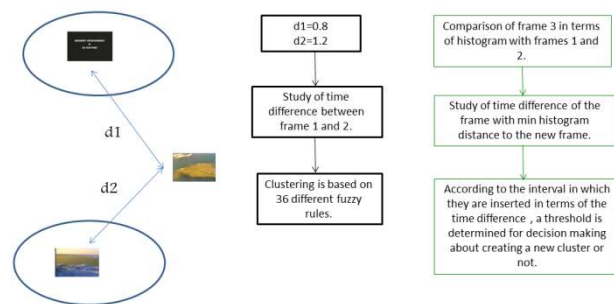 d1
d2
d1=0.8
d2=1.2
Study of time
difference between
frame 1 and 2.
Clustering is based on
36 different fuzzy
rules.
Comparison of frame 3 in terms
of histogram with frames 1 and
2.
Study of time difference of the
frame with min histogram
distance to the new frame.
According to the interval in which
they are inserted in terms of the
time difference , a threshold is
determined for decision making
about creating a new cluster or
not.